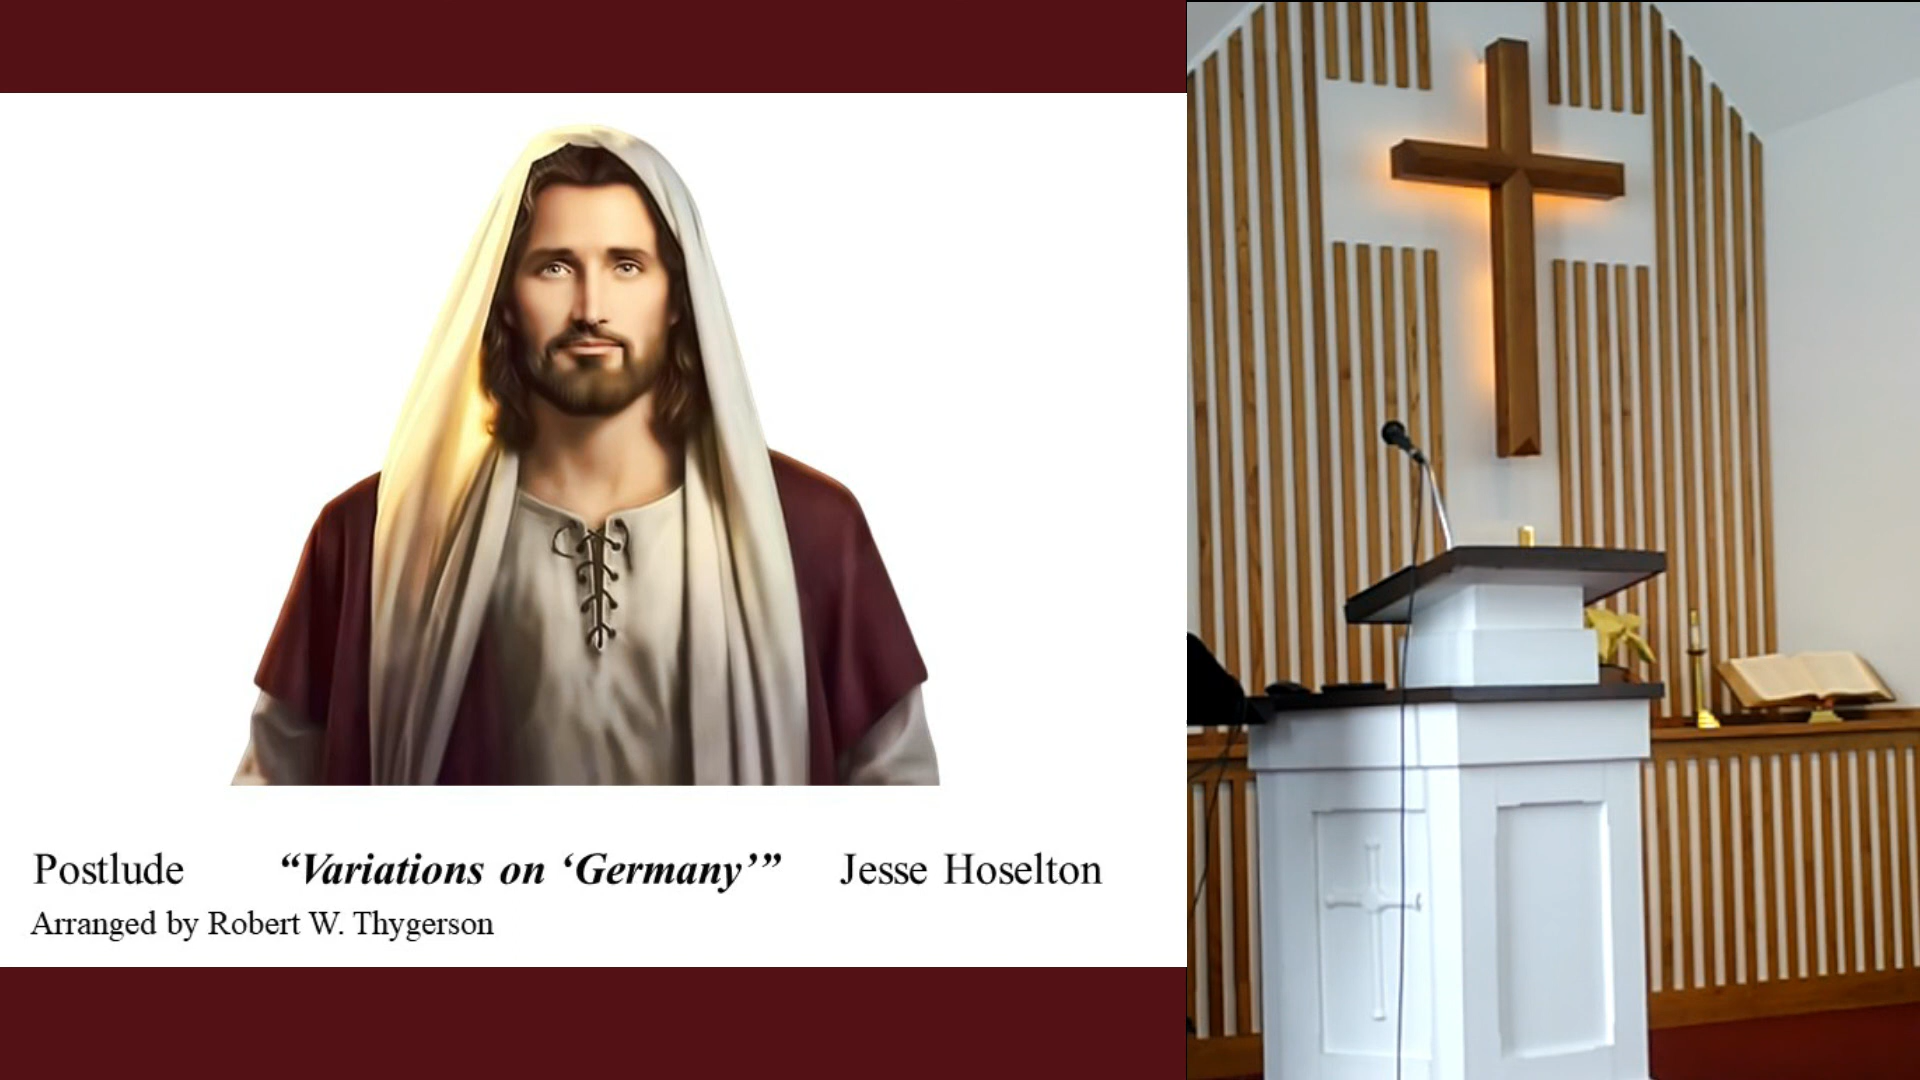 Postlude “Variations on ‘Germany’” Jesse Hoselton
Arranged by Robert W. Thygerson